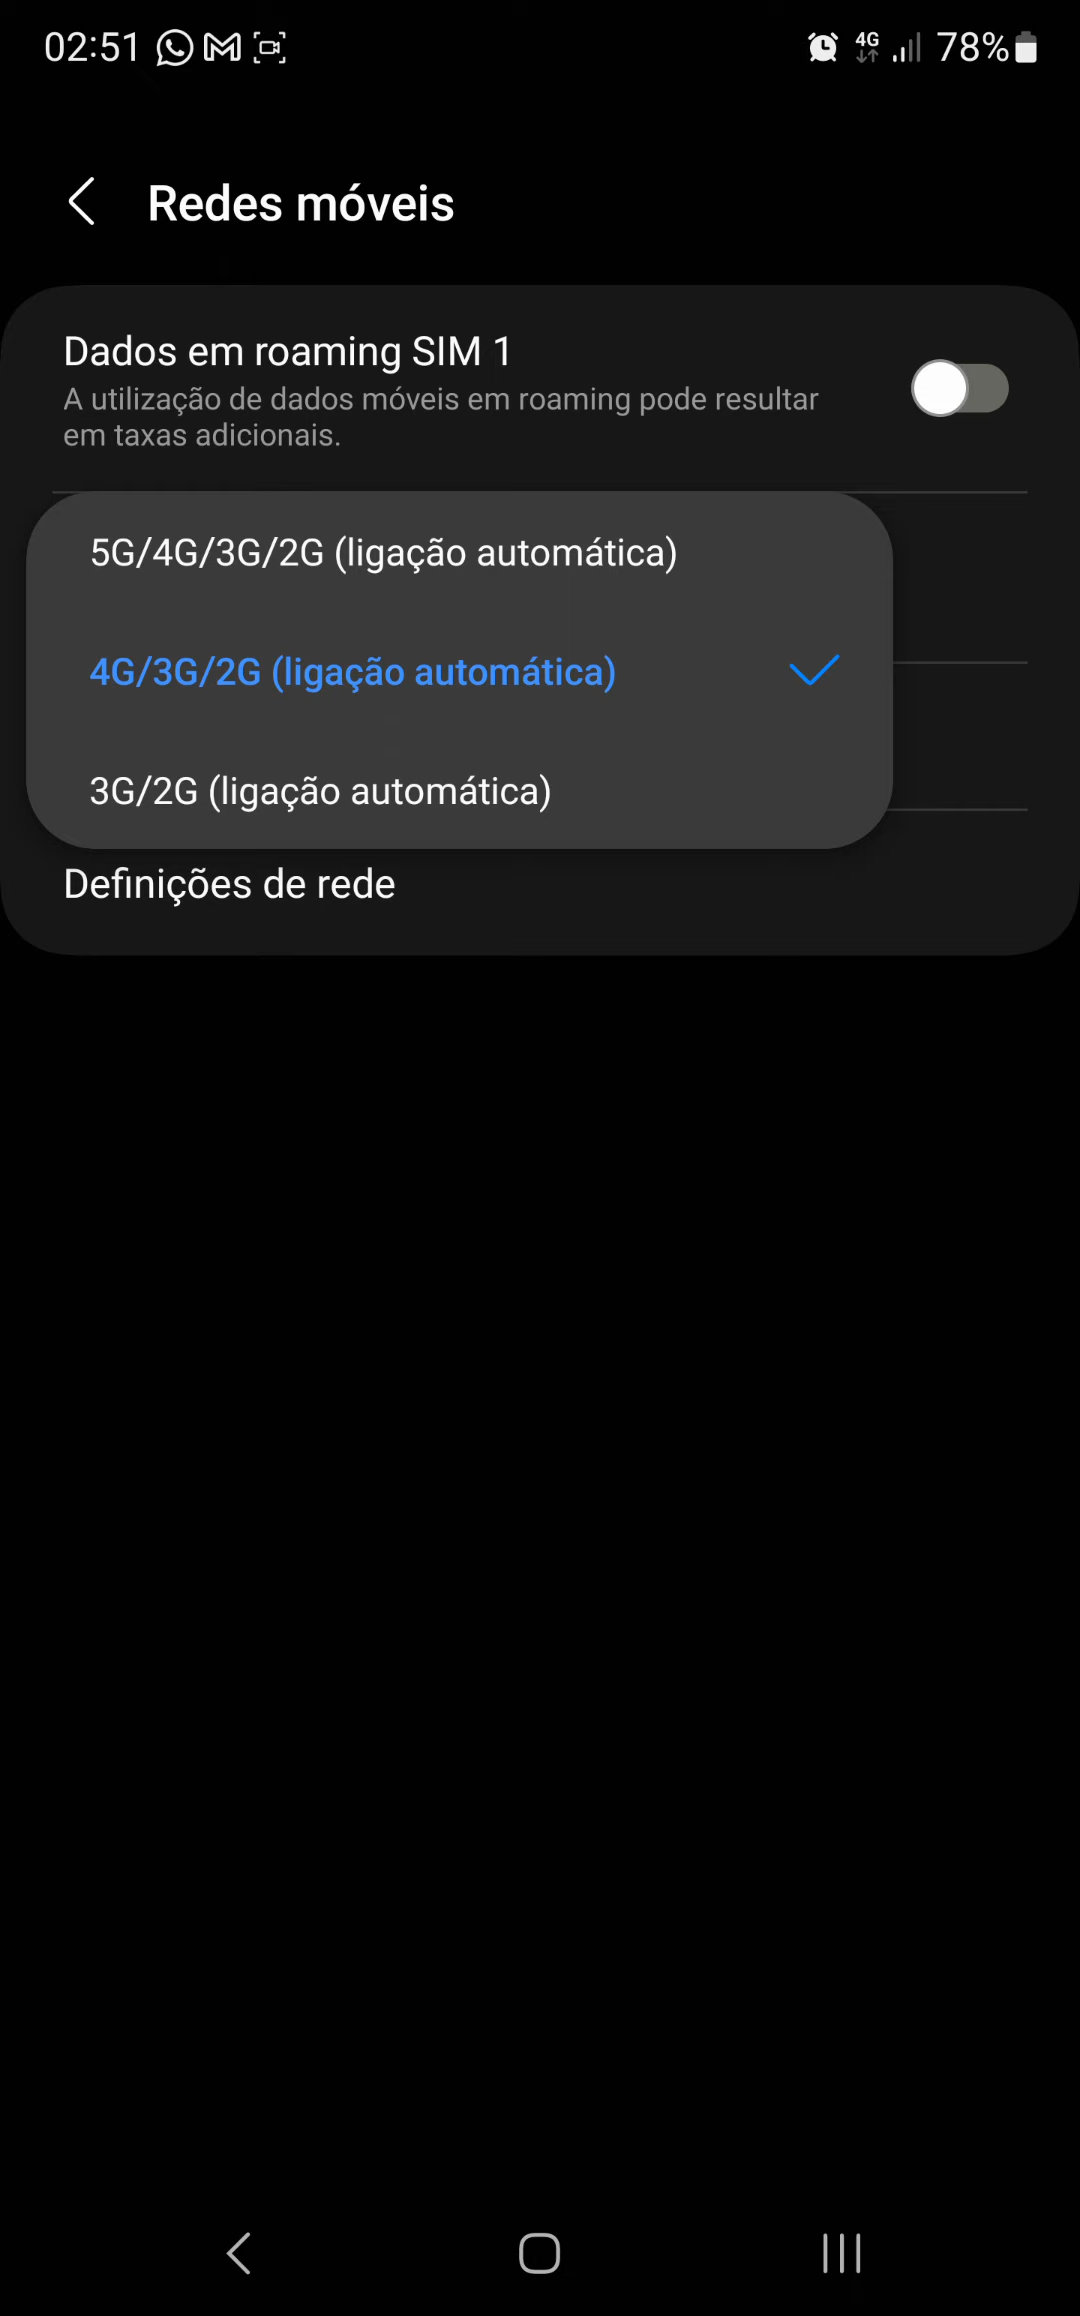 02:51
4G
78%
Redes móveis
Dados em roaming SIM 1
A utilização de dados móveis em roaming pode resultar
em taxas adicionais.
5G/4G/3G/2G (ligação automática)
4G/3G/2G (ligação automática)
3G/2G (ligação automática)
Definições de rede